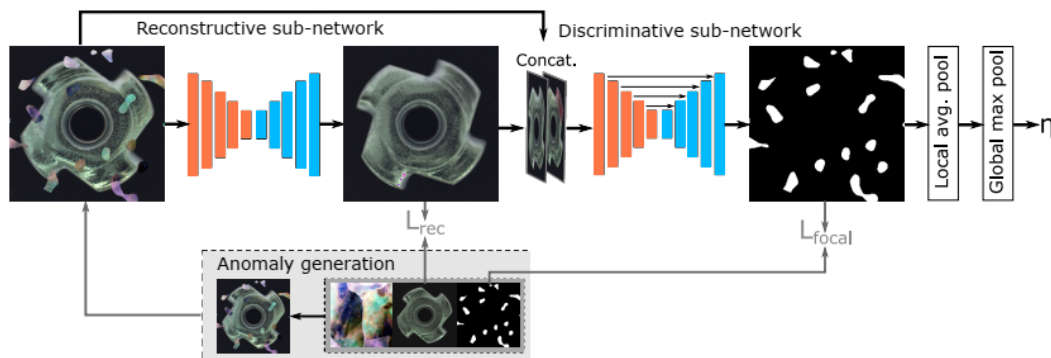 Reconstructive sub-network
Discriminative sub-network
Concat.
Local avg. pool
Global max pool
η
L_rec
L_focal
Anomaly generation